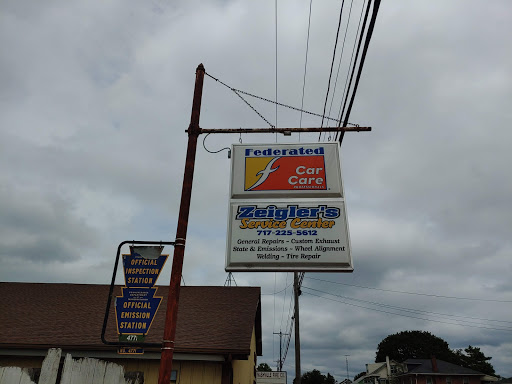 Federated
Car
Care
Zeigler's
Service Center
717-225-5612
General Repairs - Custom Exhaust
State & Emissions - Wheel Alignment
Welding - Tire Repair
OFFICIAL
INSPECTION
STATION
OFFICIAL
EMISSION
STATION
4771